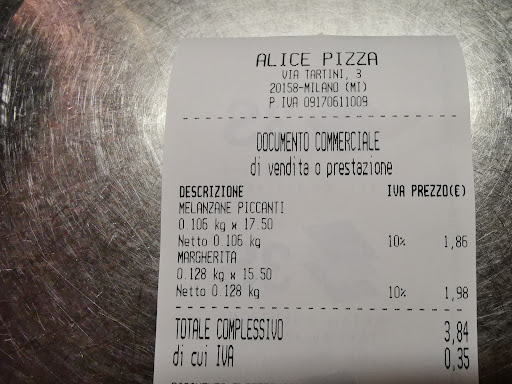 ALICE PIZZA
VIA TARTINI, 3
20158-MILANO (MI)
P.IVA 09170611009
DOCUMENTO COMMERCIALE
di vendita o prestazione
DESCRIZIONE IVA PREZZO(€)
MELANZANE PICCANTI
0.106 kg x 17.50
Netto 0.106 kg 10% 1,86
MARGHERITA
0.128 kg x 15.50
Netto 0.128 kg 10% 1,98
TOTALE COMPLESSIVO 3,84
di cui IVA 0,35